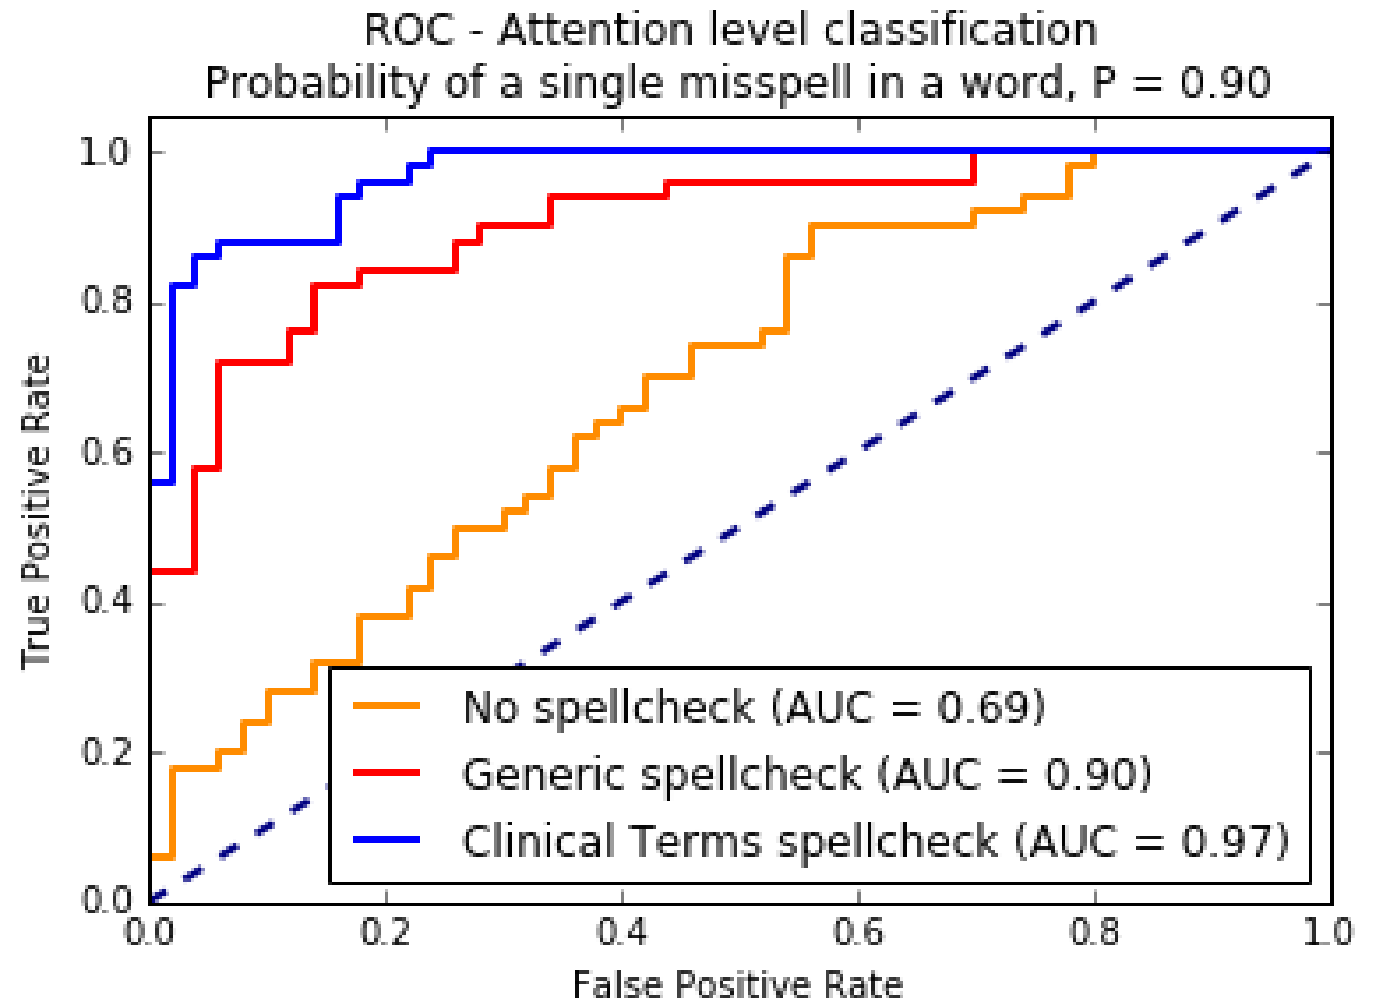 ROC - Attention level classification
Probability of a single misspell in a word, P = 0.90
1.0
0.8
0.6
0.4
0.2
0.0
True Positive Rate
No spellcheck (AUC = 0.69)
Generic spellcheck (AUC = 0.90)
Clinical Terms spellcheck (AUC = 0.97)
0.0 0.2 0.4 0.6 0.8 1.0
False Positive Rate